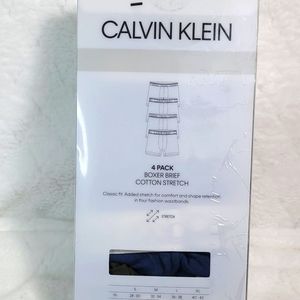 CALVIN KLEIN
4 PACK
BOXER BRIEF
COTTON STRETCH
Classic fit. Added stretch for comfort and shape retention
in four fashion waistbands.
STRETCH
S M L XL